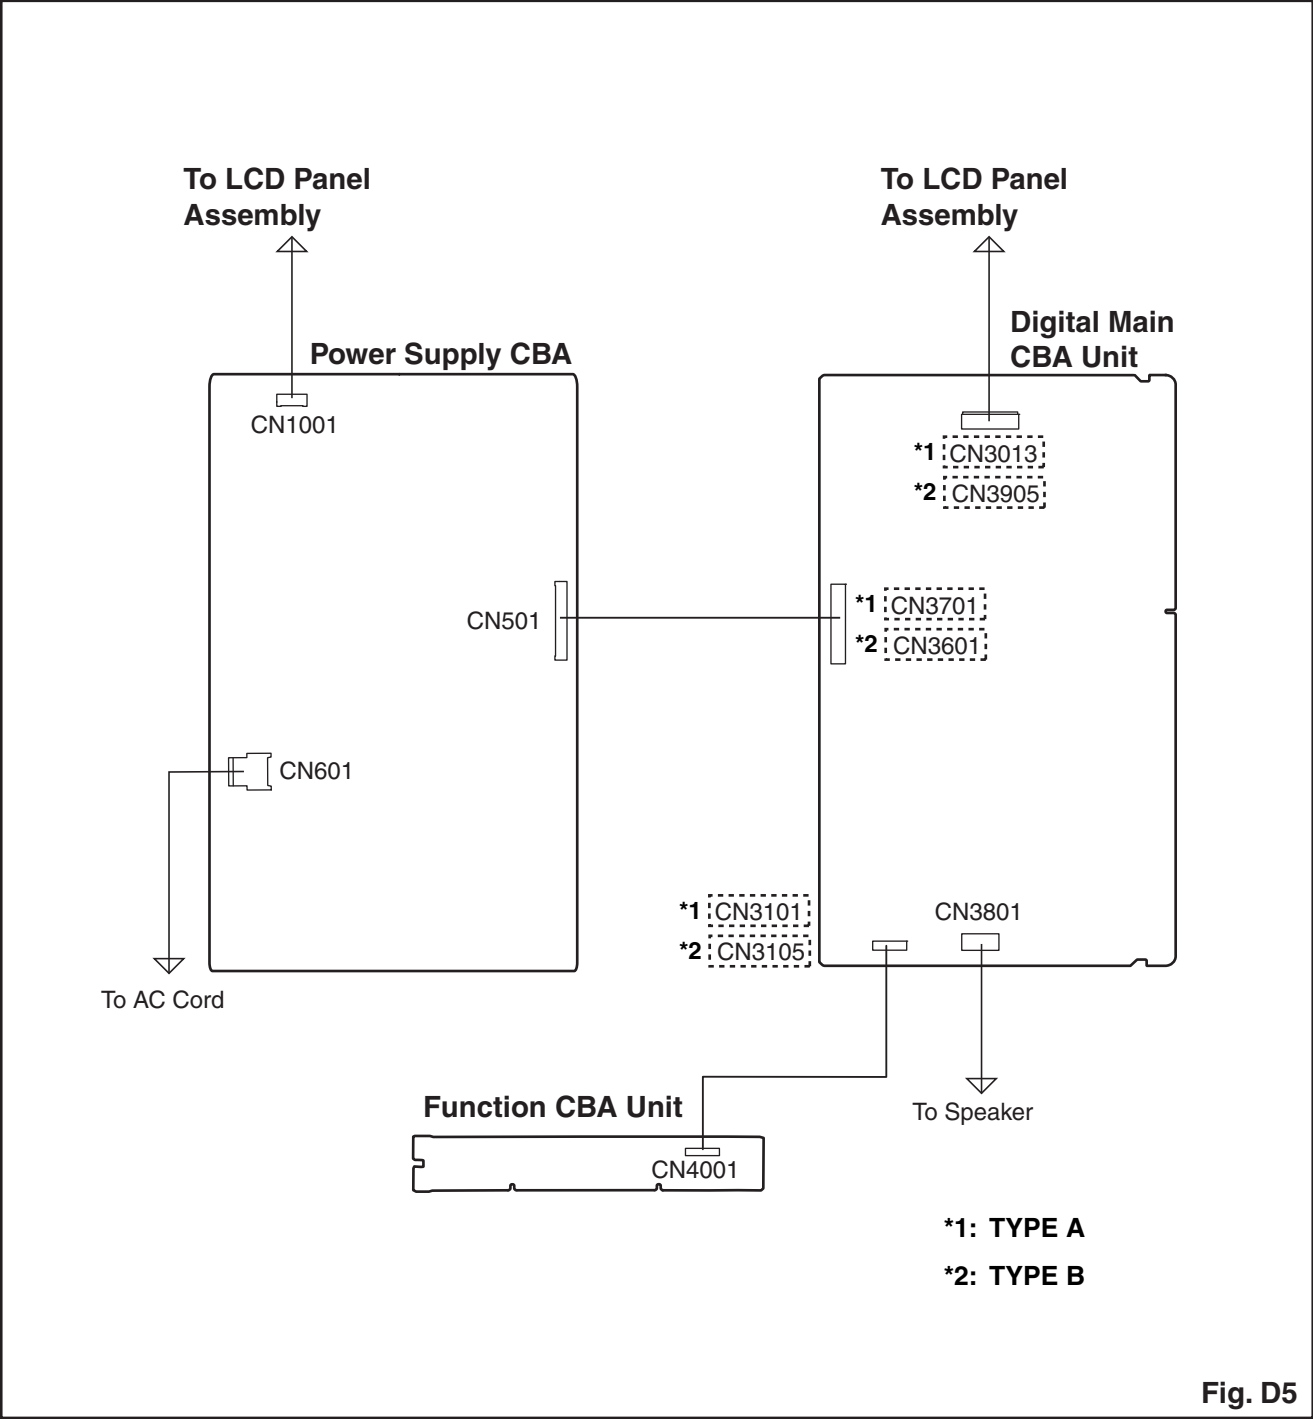 To LCD Panel
Assembly
To LCD Panel
Assembly
Digital Main
CBA Unit
Power Supply CBA
CN1001
*1 CN3013
*2 CN3905
CN501
*1 CN3701
*2 CN3601
CN601
*1 CN3101
*2 CN3105
CN3801
To AC Cord
Function CBA Unit
To Speaker
CN4001
*1: TYPE A
*2: TYPE B
Fig. D5